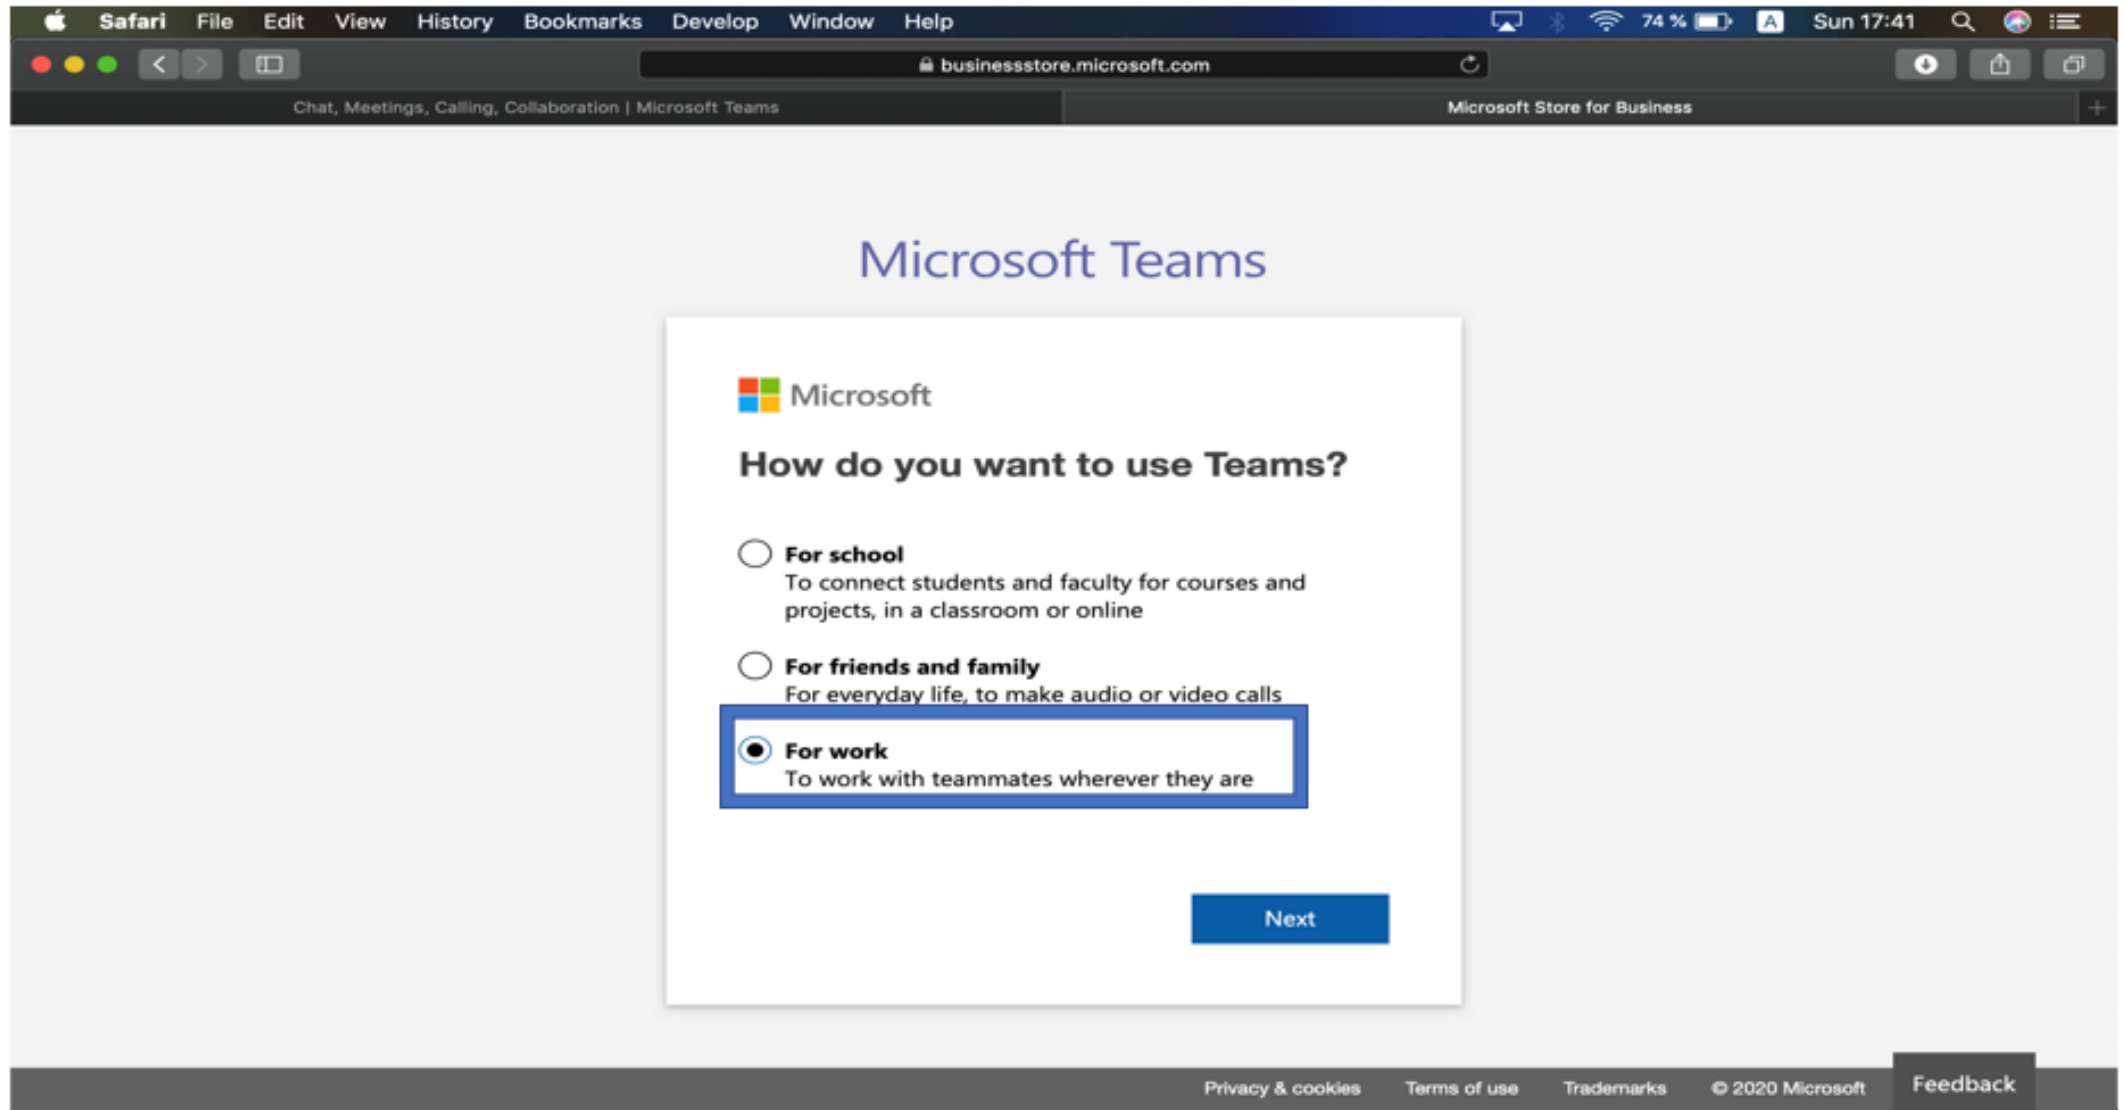 Safari File Edit View History Bookmarks Develop Window Help 74 % A Sun 17:41
businessstore.microsoft.com
Chat, Meetings, Calling, Collaboration | Microsoft Teams Microsoft Store for Business
Microsoft Teams
Microsoft
How do you want to use Teams?
For school
To connect students and faculty for courses and
projects, in a classroom or online
For friends and family
For everyday life, to make audio or video calls
For work
To work with teammates wherever they are
Next
Privacy & cookies Terms of use Trademarks © 2020 Microsoft Feedback